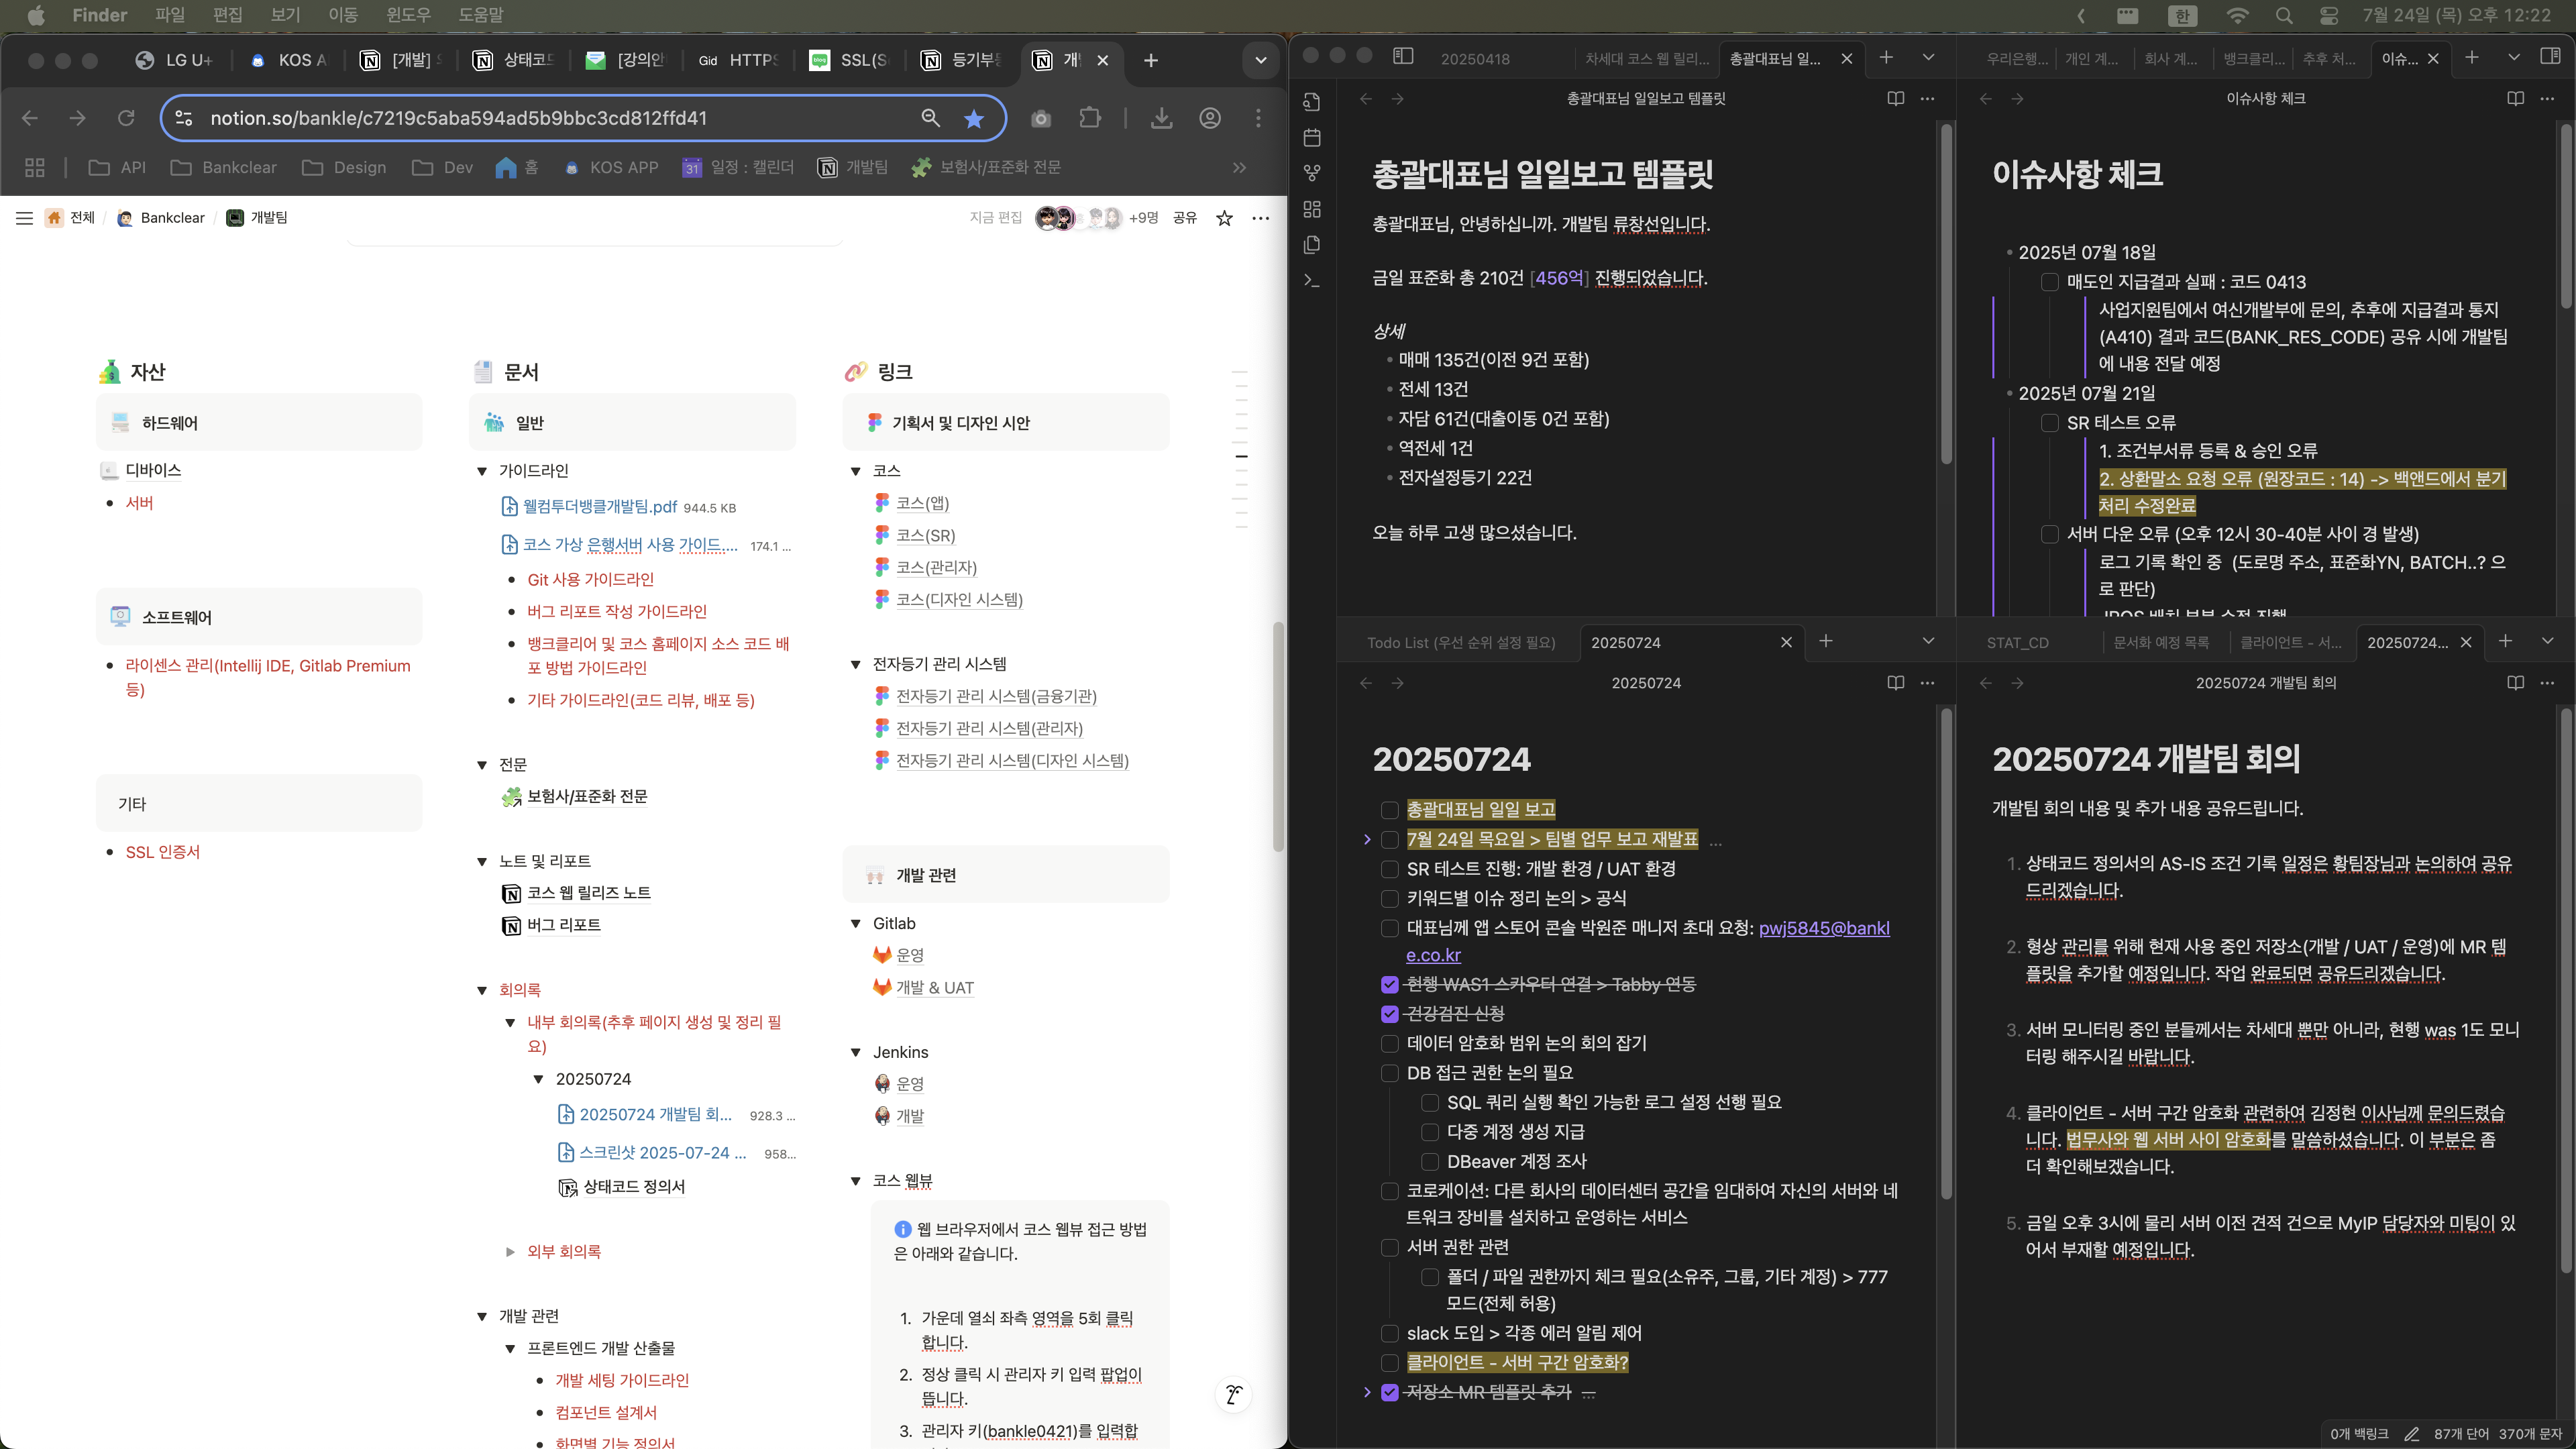 Finder 파일 편집 보기 이동 윈도우 도움말
한 7월 24일 (목) 오후 12:22
LG U+
KOS A
[개발]
상태코드
[강의안
Gid HTTPS
SSL(S
등기부
개
notion.so/bankle/c7219c5aba594ad5b9bbc3cd812ffd41
API Bankclear Design Dev 홈 KOS APP 31 일정 : 캘린더 개발팀 보험사/표준화 전문
전체 / Bankclear / 개발팀
지금 편집 +9명 공유
자산
하드웨어
디바이스
서버
소프트웨어
라이센스 관리(Intellij IDE, Gitlab Premium
등)
기타
SSL 인증서
문서
일반
가이드라인
웰컴투더뱅클개발팀.pdf 944.5 KB
코스 가상 은행서버 사용 가이드.... 174.1 ...
Git 사용 가이드라인
버그 리포트 작성 가이드라인
뱅크클리어 및 코스 홈페이지 소스 코드 배
포 방법 가이드라인
기타 가이드라인(코드 리뷰, 배포 등)
전문
보험사/표준화 전문
노트 및 리포트
코스 웹 릴리즈 노트
버그 리포트
회의록
내부 회의록(추후 페이지 생성 및 정리 필
요)
20250724
20250724 개발팀 회... 928.3 ...
스크린샷 2025-07-24 ... 958...
상태코드 정의서
외부 회의록
개발 관련
프론트엔드 개발 산출물
개발 세팅 가이드라인
컴포넌트 설계서
화면별 기능 정의서
링크
기획서 및 디자인 시안
코스
코스(앱)
코스(SR)
코스(관리자)
코스(디자인 시스템)
전자등기 관리 시스템
전자등기 관리 시스템(금융기관)
전자등기 관리 시스템(관리자)
전자등기 관리 시스템(디자인 시스템)
개발 관련
Gitlab
운영
개발 & UAT
Jenkins
운영
개발
코스 웹뷰
웹 브라우저에서 코스 웹뷰 접근 방법
은 아래와 같습니다.
1. 가운데 열쇠 좌측 영역을 5회 클릭
합니다.
2. 정상 클릭 시 관리자 키 입력 팝업이
뜹니다.
3. 관리자 키(bankle0421)를 입력합
20250418
차세대 코스 웹 릴리...
총괄대표님 일...
총괄대표님 일일보고 템플릿
총괄대표님 일일보고 템플릿
총괄대표님, 안녕하십니까. 개발팀 류창선입니다.
금일 표준화 총 210건 [456억] 진행되었습니다.
상세
매매 135건(이전 9건 포함)
전세 13건
자담 61건(대출이동 0건 포함)
역전세 1건
전자설정등기 22건
오늘 하루 고생 많으셨습니다.
우리은행...
개인 계...
회사 계...
뱅크클리...
추후 처...
이슈...
이슈사항 체크
이슈사항 체크
2025년 07월 18일
매도인 지급결과 실패 : 코드 0413
사업지원팀에서 여신개발부에 문의, 추후에 지급결과 통지
(A410) 결과 코드(BANK_RES_CODE) 공유 시에 개발팀
에 내용 전달 예정
2025년 07월 21일
SR 테스트 오류
1. 조건부서류 등록 & 승인 오류
2. 상환말소 요청 오류 (원장코드 : 14) -> 백앤드에서 분기
처리 수정완료
서버 다운 오류 (오후 12시 30-40분 사이 경 발생)
로그 기록 확인 중 (도로명 주소, 표준화YN, BATCH..? 으
로 판단)
IROS 배치 부분 수정 진행
Todo List (우선 순위 설정 필요)
20250724
20250724
20250724
총괄대표님 일일 보고
7월 24일 목요일 > 팀별 업무 보고 재발표 ...
SR 테스트 진행: 개발 환경 / UAT 환경
키워드별 이슈 정리 논의 > 공식
대표님께 앱 스토어 콘솔 박원준 매니저 초대 요청: pwj5845@bankl
e.co.kr
현행 WAS1 스카우터 연결 > Tabby 연동
건강검진 신청
데이터 암호화 범위 논의 회의 잡기
DB 접근 권한 논의 필요
SQL 쿼리 실행 확인 가능한 로그 설정 선행 필요
다중 계정 생성 지급
DBeaver 계정 조사
코로케이션: 다른 회사의 데이터센터 공간을 임대하여 자신의 서버와 네
트워크 장비를 설치하고 운영하는 서비스
서버 권한 관련
폴더 / 파일 권한까지 체크 필요(소유주, 그룹, 기타 계정) > 777
모드(전체 허용)
slack 도입 > 각종 에러 알림 제어
클라이언트 - 서버 구간 암호화?
저장소 MR 템플릿 추가 ...
STAT_CD
문서화 예정 목록
클라이언트 - 서...
20250724...
20250724 개발팀 회의
20250724 개발팀 회의
개발팀 회의 내용 및 추가 내용 공유드립니다.
1. 상태코드 정의서의 AS-IS 조건 기록 일정은 황팀장님과 논의하여 공유
드리겠습니다.
2. 형상 관리를 위해 현재 사용 중인 저장소(개발 / UAT / 운영)에 MR 템
플릿을 추가할 예정입니다. 작업 완료되면 공유드리겠습니다.
3. 서버 모니터링 중인 분들께서는 차세대 뿐만 아니라, 현행 was 1도 모니
터링 해주시길 바랍니다.
4. 클라이언트 - 서버 구간 암호화 관련하여 김정현 이사님께 문의드렸습
니다. 법무사와 웹 서버 사이 암호화를 말씀하셨습니다. 이 부분은 좀
더 확인해보겠습니다.
5. 금일 오후 3시에 물리 서버 이전 견적 건으로 MyIP 담당자와 미팅이 있
어서 부재할 예정입니다.
0개 백링크 87개 단어 370개 문자